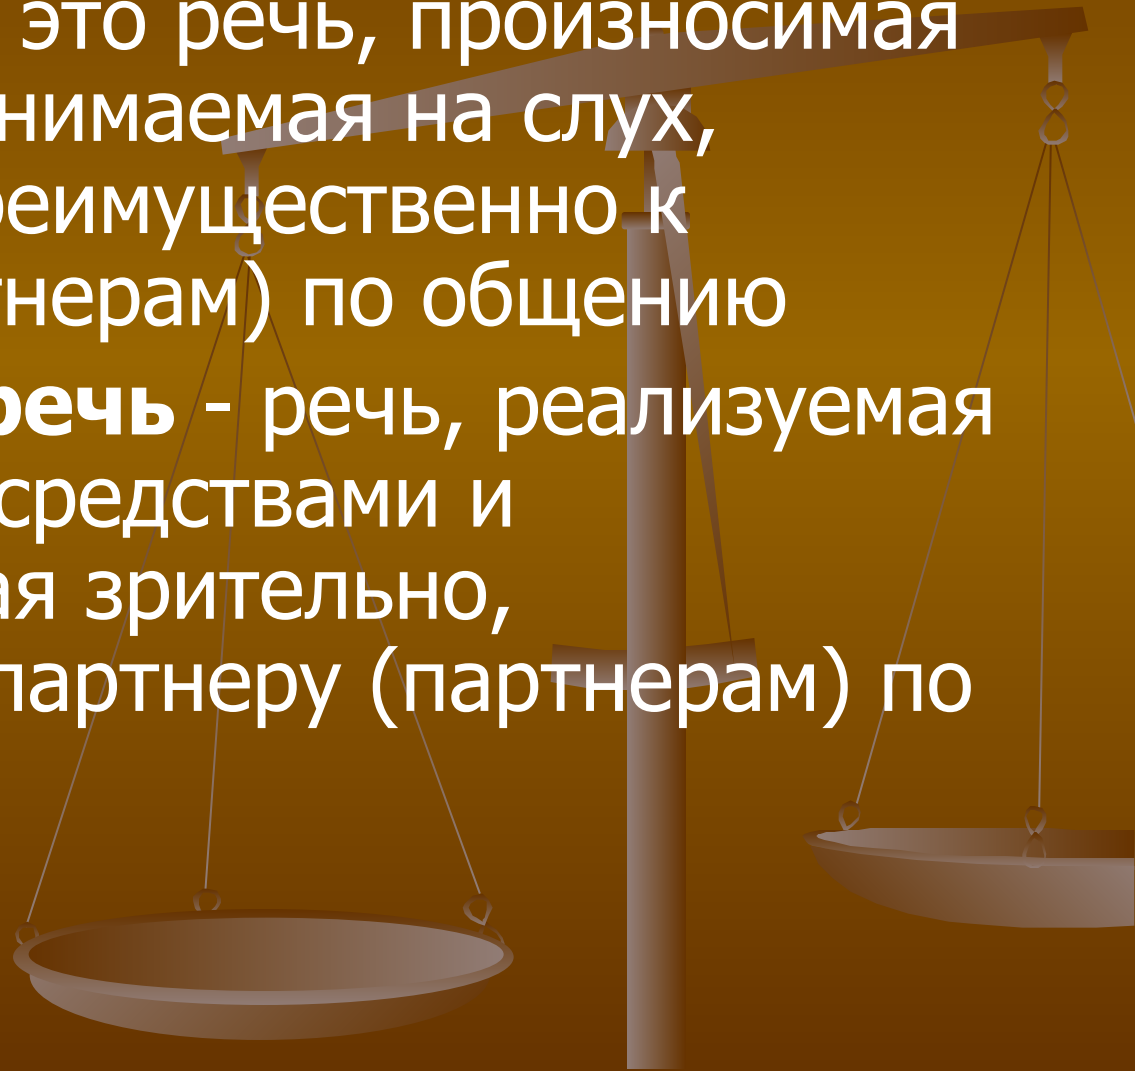 это речь, произносимая
нимаемая на слух,
реимущественно к
тнерам) по общению
речь - речь, реализуемая
средствами и
ая зрительно,
партнеру (партнерам) по